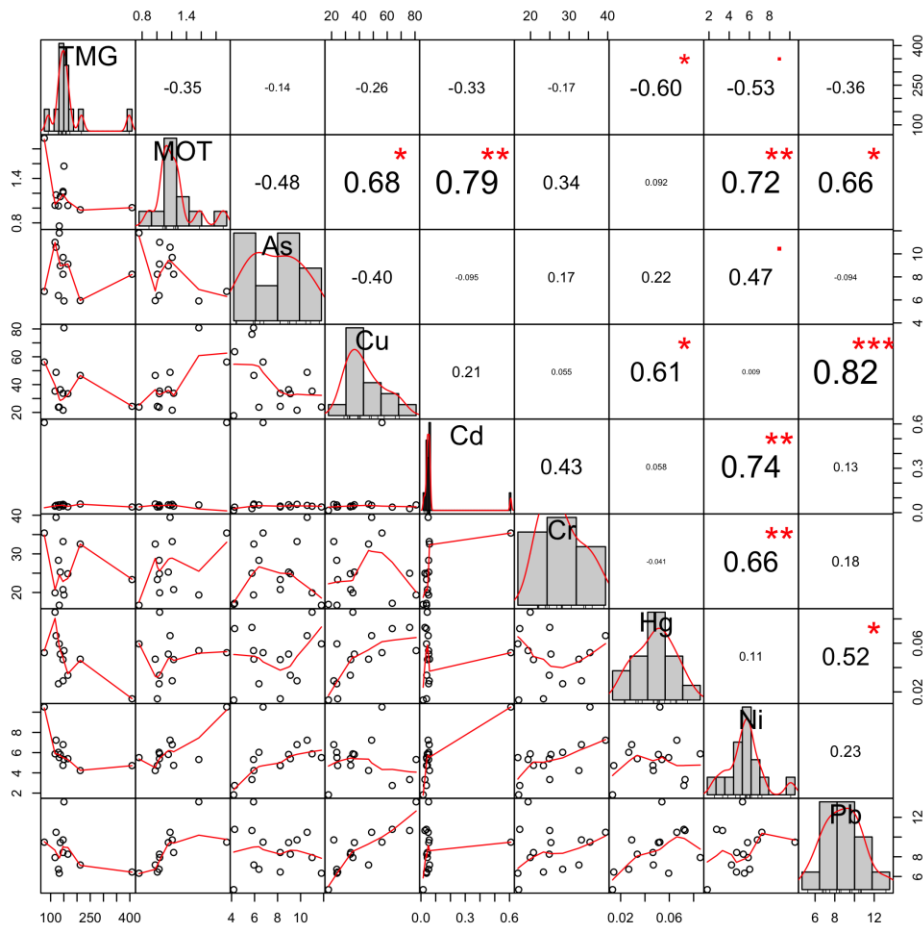 0.8 1.4 20 40 60 80 20 30 40 2 4 6 8
TMG -0.35 -0.14 -0.26 -0.33 -0.17 * -0.60 . -0.53 -0.36 100 250 400
0.8 1.4 MOT -0.48 * 0.68 ** 0.79 0.34 0.092 ** 0.72 * 0.66
As -0.40 -0.095 0.17 0.22 . 0.47 -0.094 4 6 8 10
20 40 60 80 Cu 0.21 0.055 * 0.61 0.009 *** 0.82
Cd 0.43 0.058 ** 0.74 0.13 0.0 0.3 0.6
20 30 40 Cr -0.041 ** 0.66 0.18
Hg 0.11 * 0.52 0.02 0.06
2 4 6 8 Ni 0.23
Pb 6 8 12
100 250 400 4 6 8 10 0.0 0.3 0.6 0.02 0.06 6 8 12